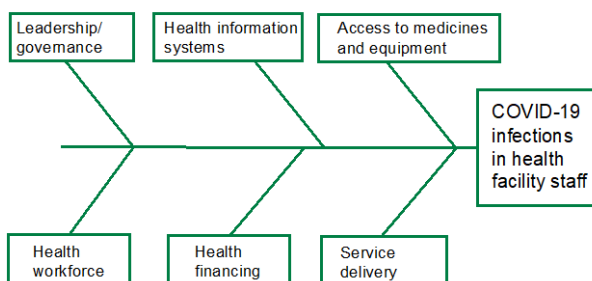 Leadership/
governance
Health information
systems
Access to medicines
and equipment
COVID-19
infections
in health
facility staff
Health
workforce
Health
financing
Service
delivery